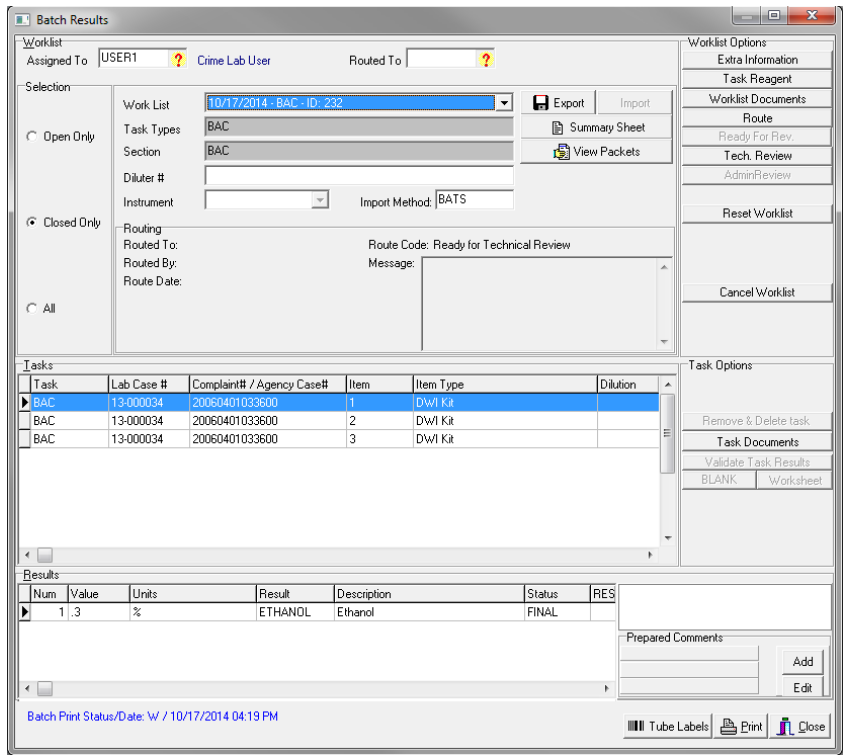 Batch Results
Worklist
Assigned To USER1 ? Crime Lab User Routed To ?
Selection
Open Only
Closed Only
All
Work List 10/17/2014 - BAC - ID: 232
Task Types BAC
Section BAC
Diluter #
Instrument Import Method: BATS
Export Import
Summary Sheet
View Packets
Routing
Routed To: Route Code: Ready for Technical Review
Routed By: Message:
Route Date:
Worklist Options
Extra Information
Task Reagent
Worklist Documents
Route
Ready For Rev.
Tech. Review
AdminReview
Reset Worklist
Cancel Worklist
Tasks
Task Lab Case # Complaint# / Agency Case# Item Item Type Dilution
BAC 13-000034 20060401033600 1 DWI Kit
BAC 13-000034 20060401033600 2 DWI Kit
BAC 13-000034 20060401033600 3 DWI Kit
Task Options
Remove & Delete task
Task Documents
Validate Task Results
BLANK Worksheet
Results
Num Value Units Result Description Status RES
1 .3 % ETHANOL Ethanol FINAL
Prepared Comments
Add
Edit
Batch Print Status/Date: W / 10/17/2014 04:19 PM
Tube Labels Print Close